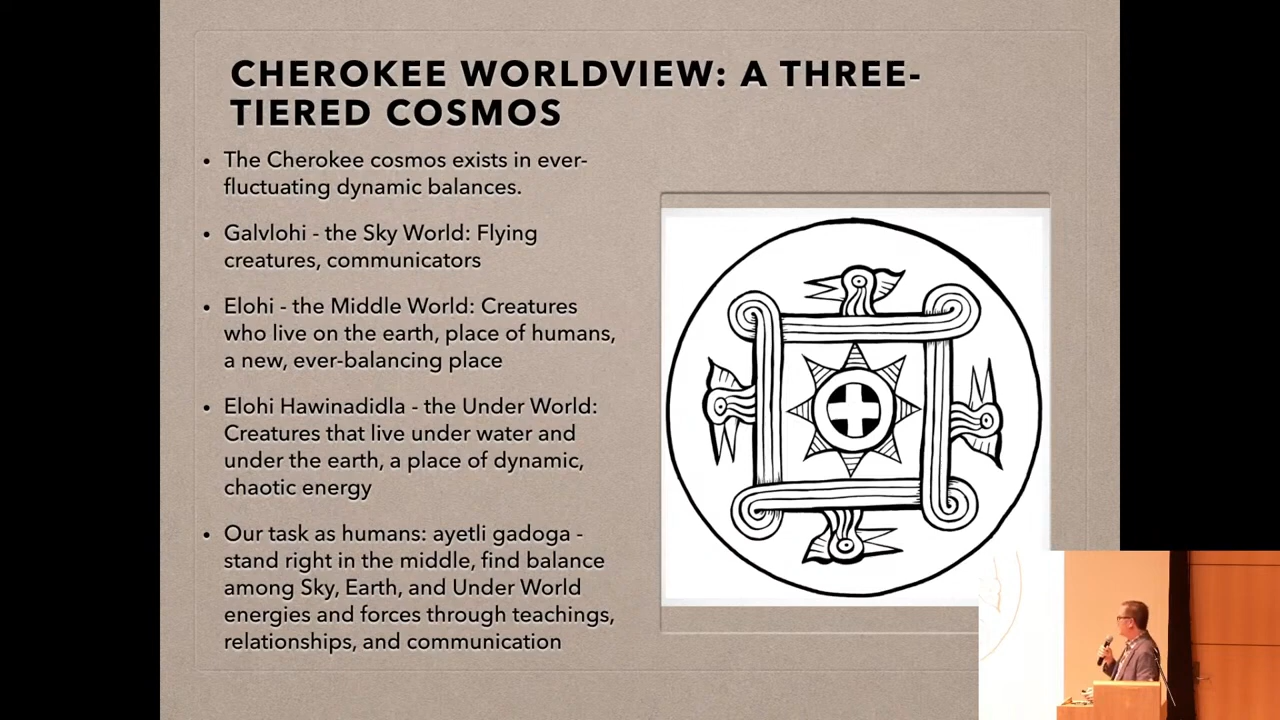 CHEROKEE WORLDVIEW: A THREE-
TIERED COSMOS
• The Cherokee cosmos exists in ever-
fluctuating dynamic balances.
• Galvlohi - the Sky World: Flying
creatures, communicators
• Elohi - the Middle World: Creatures
who live on the earth, place of humans,
a new, ever-balancing place
• Elohi Hawinadidla - the Under World:
Creatures that live under water and
under the earth, a place of dynamic,
chaotic energy
• Our task as humans: ayetli gadoga -
stand right in the middle, find balance
among Sky, Earth, and Under World
energies and forces through teachings,
relationships, and communication